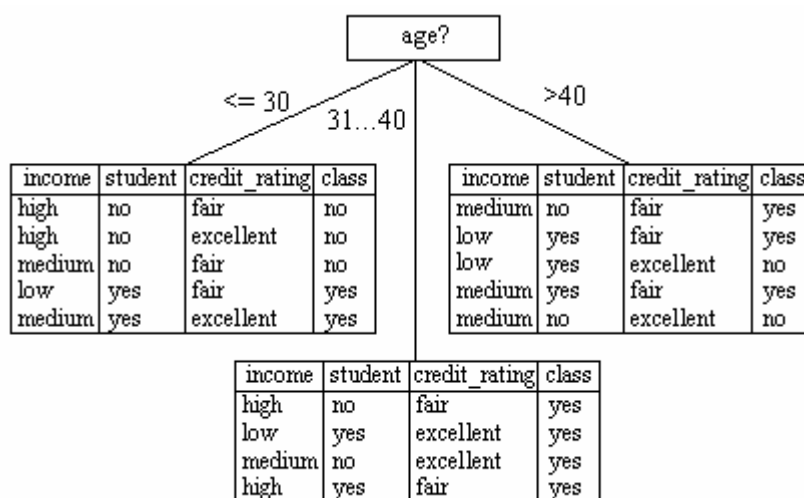 age?
<= 30
31...40
>40
income student credit_rating class
high no fair no
high no excellent no
medium no fair no
low yes fair yes
medium yes excellent yes
income student credit_rating class
medium no fair yes
low yes fair yes
low yes excellent no
medium yes fair yes
medium no excellent no
income student credit_rating class
high no fair yes
low yes excellent yes
medium no excellent yes
high yes fair yes